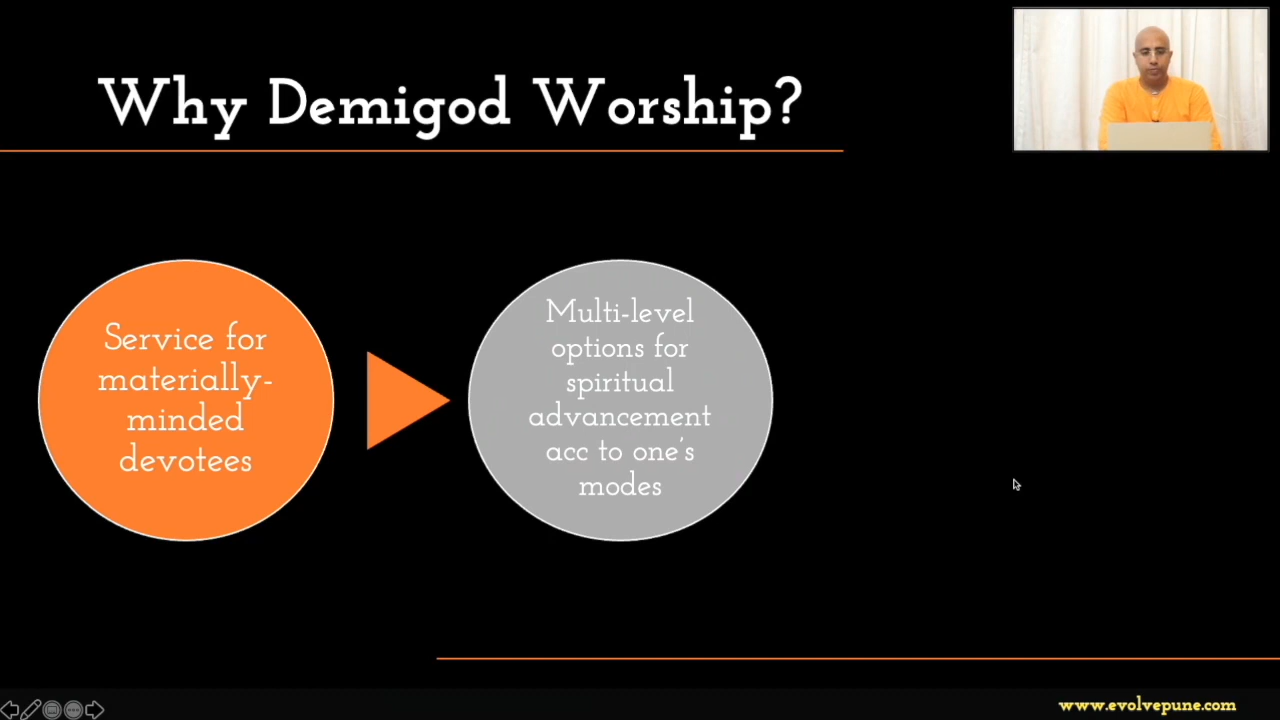 Why Demigod Worship?
Service for
materially-
minded
devotees
Multi-level
options for
spiritual
advancement
acc to one's
modes
www.evolvepune.com